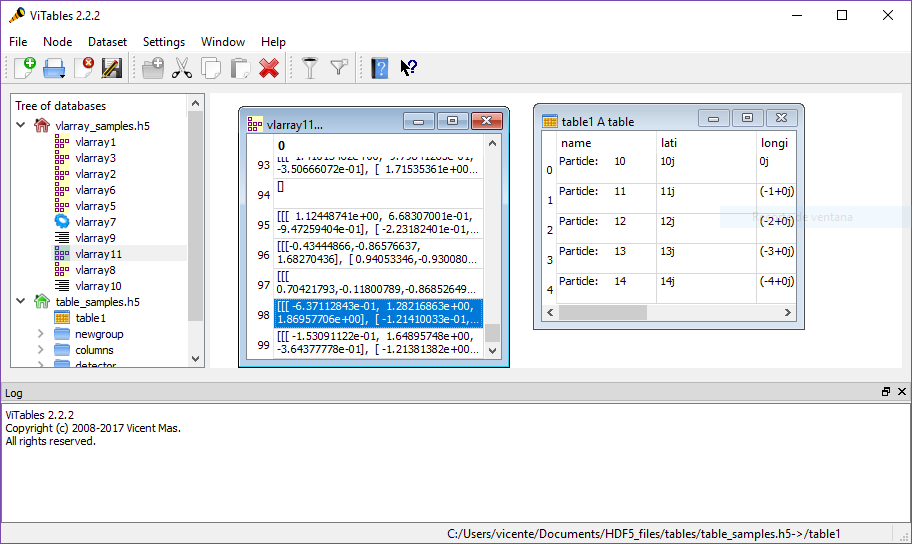 ViTables 2.2.2
File Node Dataset Settings Window Help
Tree of databases
vlarray_samples.h5
vlarray1
vlarray3
vlarray2
vlarray6
vlarray5
vlarray7
vlarray9
vlarray11
vlarray8
vlarray10
table_samples.h5
table1
newgroup
columns
detector
vlarray11...
0
93
-3.50666072e-01], [ 1.71535361e+00...
94 []
95 [[[ 1.12448741e+00, 6.68307001e-01,
-9.47259404e-01], [ -2.23182401e-01,...
96 [[[-0.43444866,-0.86576637,
1.68270436], [ 0.94053346,-0.930080...
97 [[[
0.70421793,-0.11800789,-0.86852649...
98 [[[ -6.37112843e-01, 1.28216863e+00,
1.86957706e+00], [ -1.21410033e-01,...
99 [[[ -1.53091122e-01, 1.64895748e+00,
-3.64377778e-01], [ -1.21381382e+00...
table1 A table
name lati longi
0 Particle: 10 10j 0j
1 Particle: 11 11j (-1+0j)
2 Particle: 12 12j (-2+0j)
3 Particle: 13 13j (-3+0j)
4 Particle: 14 14j (-4+0j)
de ventana
Log
ViTables 2.2.2
Copyright (c) 2008-2017 Vicent Mas.
All rights reserved.
C:/Users/vicente/Documents/HDF5_files/tables/table_samples.h5->/table1